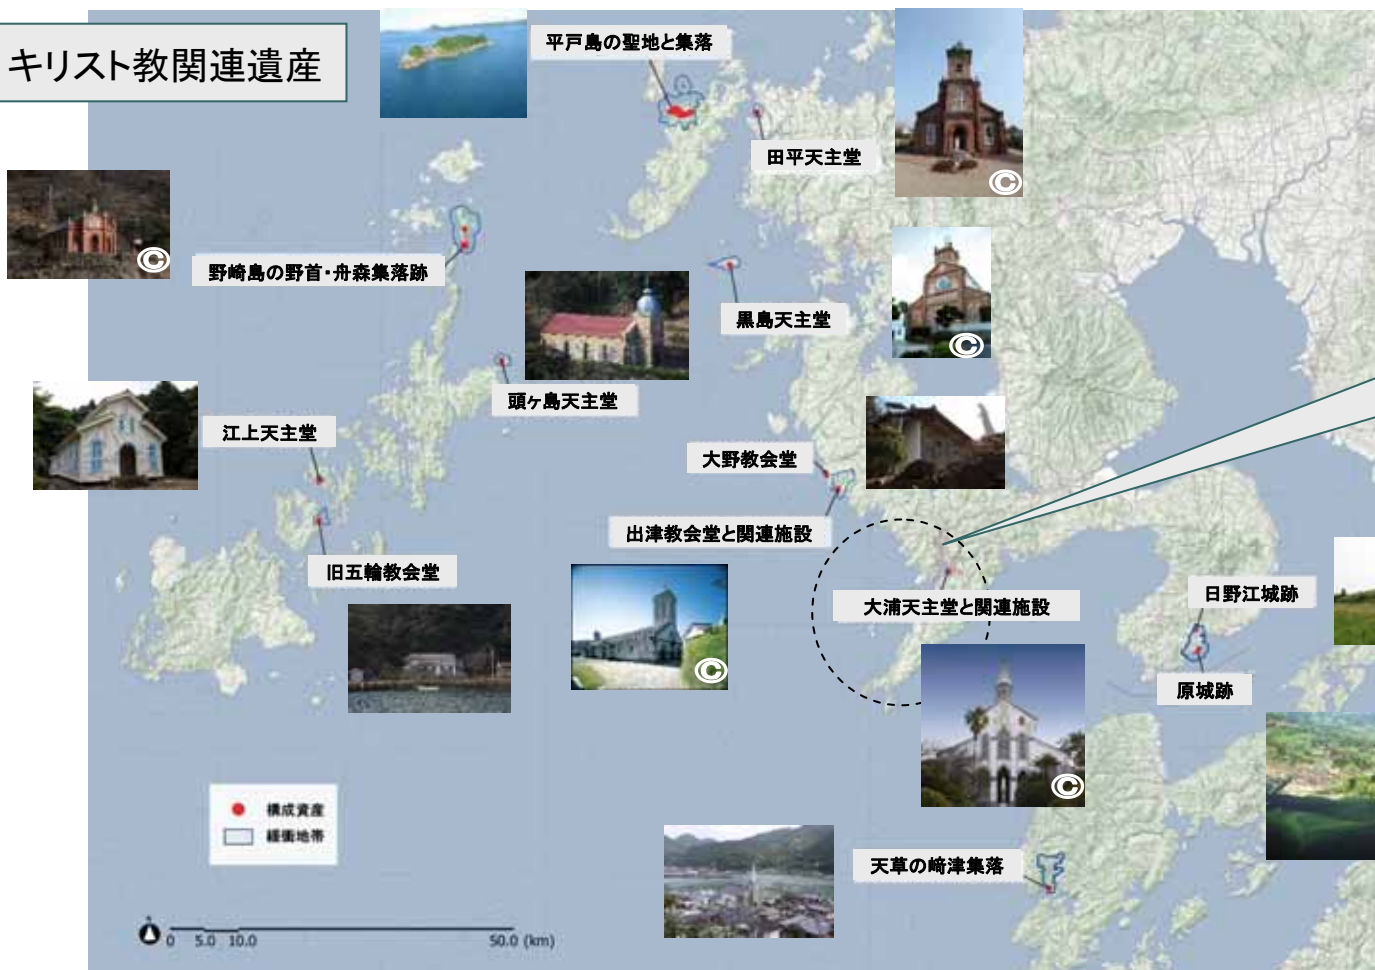 キリスト教関連遺産
平戸島の聖地と集落
田平天主堂
©
©
野崎島の野首・舟森集落跡
黒島天主堂
©
頭ヶ島天主堂
江上天主堂
大野教会堂
出津教会堂と関連施設
旧五輪教会堂
大浦天主堂と関連施設
日野江城跡
©
原城跡
©
構成資産
緩衝地帯
天草の﨑津集落
0 5.0 10.0 50.0 (km)